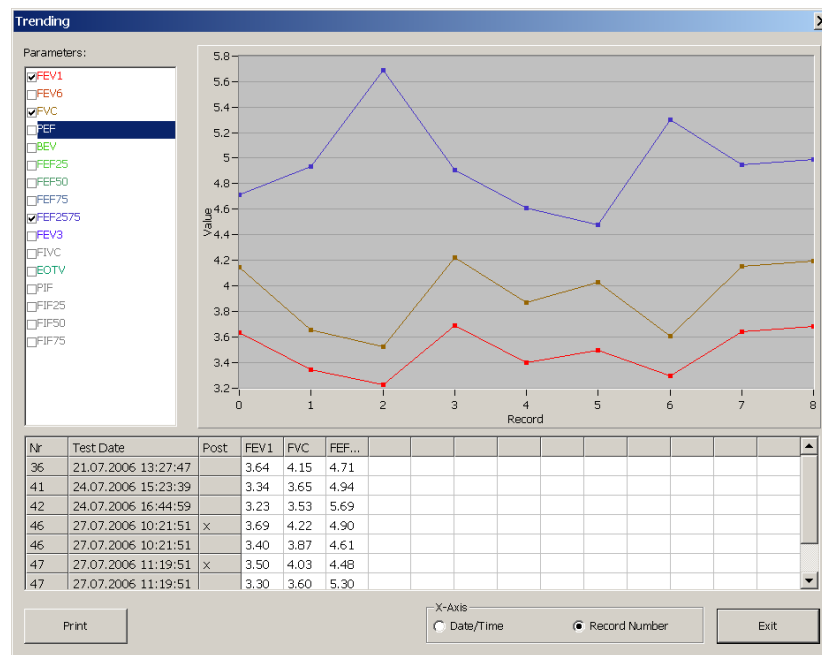 Trending
Parameters:
FEV1
FEV6
FVC
PEF
BEV
FEF25
FEF50
FEF75
FEF2575
FEV3
FIVC
EOTV
PIF
FIF25
FIF50
FIF75
Value
5.8
5.6
5.4
5.2
5
4.8
4.6
4.4
4.2
4
3.8
3.6
3.4
3.2
0 1 2 3 4 5 6 7 8
Record
Nr Test Date Post FEV1 FVC FEF...
36 21.07.2006 13:27:47 3.64 4.15 4.71
41 24.07.2006 15:23:39 3.34 3.65 4.94
42 24.07.2006 16:44:59 3.23 3.53 5.69
46 27.07.2006 10:21:51 x 3.69 4.22 4.90
46 27.07.2006 10:21:51 3.40 3.87 4.61
47 27.07.2006 11:19:51 x 3.50 4.03 4.48
47 27.07.2006 11:19:51 3.30 3.60 5.30
Print
X-Axis
Date/Time Record Number
Exit